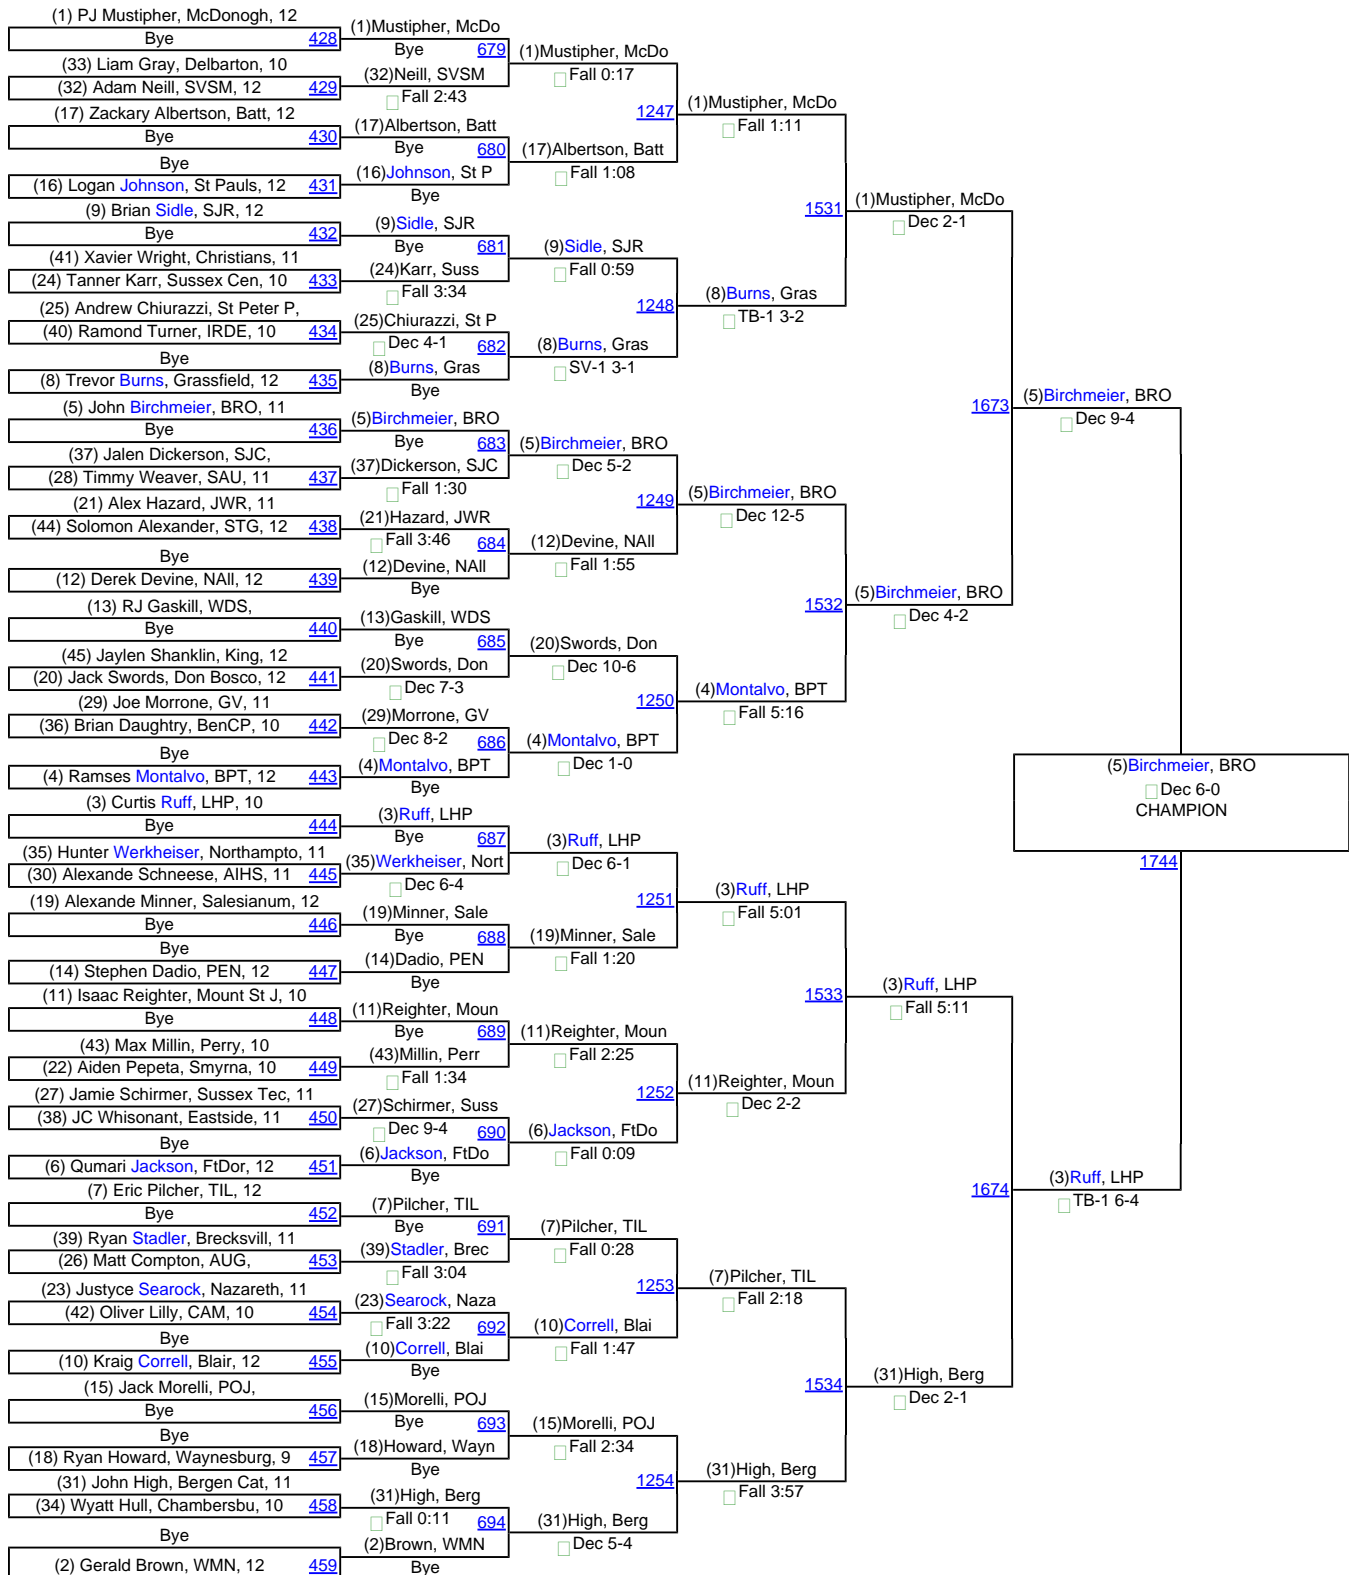 (1) PJ Mustipher, McDonogh, 12
Bye 428
(33) Liam Gray, Delbarton, 10
(32) Adam Neill, SVSM, 12 429
(17) Zackary Albertson, Batt, 12
Bye 430
Bye
(16) Logan Johnson, St Pauls, 12 431
(9) Brian Sidle, SJR, 12
Bye 432
(41) Xavier Wright, Christians, 11
(24) Tanner Karr, Sussex Cen, 10 433
(25) Andrew Chiurazzi, St Peter P,
(40) Ramond Turner, IRDE, 10 434
Bye
(8) Trevor Burns, Grassfield, 12 435
(5) John Birchmeier, BRO, 11
Bye 436
(37) Jalen Dickerson, SJC,
(28) Timmy Weaver, SAU, 11 437
(21) Alex Hazard, JWR, 11
(44) Solomon Alexander, STG, 12 438
Bye
(12) Derek Devine, NAll, 12 439
(13) RJ Gaskill, WDS,
Bye 440
(45) Jaylen Shanklin, King, 12
(20) Jack Swords, Don Bosco, 12 441
(29) Joe Morrone, GV, 11
(36) Brian Daughtry, BenCP, 10 442
Bye
(4) Ramses Montalvo, BPT, 12 443
(3) Curtis Ruff, LHP, 10
Bye 444
(35) Hunter Werkheiser, Northampto, 11
(30) Alexande Schneese, AIHS, 11 445
(19) Alexande Minner, Salesianum, 12
Bye 446
Bye
(14) Stephen Dadio, PEN, 12 447
(11) Isaac Reighter, Mount St J, 10
Bye 448
(43) Max Millin, Perry, 10
(22) Aiden Pepeta, Smyrna, 10 449
(27) Jamie Schirmer, Sussex Tec, 11
(38) JC Whisonant, Eastside, 11 450
Bye
(6) Qumari Jackson, FtDor, 12 451
(7) Eric Pilcher, TIL, 12
Bye 452
(39) Ryan Stadler, Brecksvill, 11
(26) Matt Compton, AUG, 453
(23) Justyce Searock, Nazareth, 11
(42) Oliver Lilly, CAM, 10 454
Bye
(10) Kraig Correll, Blair, 12 455
(15) Jack Morelli, POJ,
Bye 456
Bye
(18) Ryan Howard, Waynesburg, 9 457
(31) John High, Bergen Cat, 11
(34) Wyatt Hull, Chambersbu, 10 458
Bye
(2) Gerald Brown, WMN, 12 459
(1)Mustipher, McDo
Bye 679
(32)Neill, SVSM
Fall 2:43
(17)Albertson, Batt
Bye 680
(16)Johnson, St P
Bye
(9)Sidle, SJR
Bye 681
(24)Karr, Suss
Fall 3:34
(25)Chiurazzi, St P
Dec 4-1 682
(8)Burns, Gras
Bye
(5)Birchmeier, BRO
Bye 683
(37)Dickerson, SJC
Fall 1:30
(21)Hazard, JWR
Fall 3:46 684
(12)Devine, NAll
Bye
(13)Gaskill, WDS
Bye 685
(20)Swords, Don
Dec 7-3
(29)Morrone, GV
Dec 8-2 686
(4)Montalvo, BPT
Bye
(3)Ruff, LHP
Bye 687
(35)Werkheiser, Nort
Dec 6-4
(19)Minner, Sale
Bye 688
(14)Dadio, PEN
Bye
(11)Reighter, Moun
Bye 689
(43)Millin, Perr
Fall 1:34
(27)Schirmer, Suss
Dec 9-4 690
(6)Jackson, FtDo
Bye
(7)Pilcher, TIL
Bye 691
(39)Stadler, Brec
Fall 3:04
(23)Searock, Naza
Fall 3:22 692
(10)Correll, Blai
Bye
(15)Morelli, POJ
Bye 693
(18)Howard, Wayn
Bye
(31)High, Berg
Fall 0:11 694
(2)Brown, WMN
Bye
(1)Mustipher, McDo
Fall 0:17
1247
(17)Albertson, Batt
Fall 1:08
(9)Sidle, SJR
Fall 0:59
1248
(8)Burns, Gras
SV-1 3-1
(5)Birchmeier, BRO
Dec 5-2
1249
(12)Devine, NAll
Fall 1:55
(20)Swords, Don
Dec 10-6
1250
(4)Montalvo, BPT
Dec 1-0
(3)Ruff, LHP
Dec 6-1
1251
(19)Minner, Sale
Fall 1:20
(11)Reighter, Moun
Fall 2:25
1252
(6)Jackson, FtDo
Fall 0:09
(7)Pilcher, TIL
Fall 0:28
1253
(10)Correll, Blai
Fall 1:47
(15)Morelli, POJ
Fall 2:34
1254
(31)High, Berg
Dec 5-4
(1)Mustipher, McDo
Fall 1:11
1531
(8)Burns, Gras
TB-1 3-2
(5)Birchmeier, BRO
Dec 12-5
1532
(4)Montalvo, BPT
Fall 5:16
(3)Ruff, LHP
Fall 5:01
1533
(11)Reighter, Moun
Dec 2-2
(7)Pilcher, TIL
Fall 2:18
1534
(31)High, Berg
Fall 3:57
(1)Mustipher, McDo
Dec 2-1
1673
(5)Birchmeier, BRO
Dec 4-2
(3)Ruff, LHP
Fall 5:11
1674
(31)High, Berg
Dec 2-1
(5)Birchmeier, BRO
Dec 9-4
(3)Ruff, LHP
TB-1 6-4
(5)Birchmeier, BRO
Dec 6-0
CHAMPION
1744